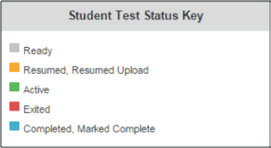 Student Test Status Key
Ready
Resumed, Resumed Upload
Active
Exited
Completed, Marked Complete